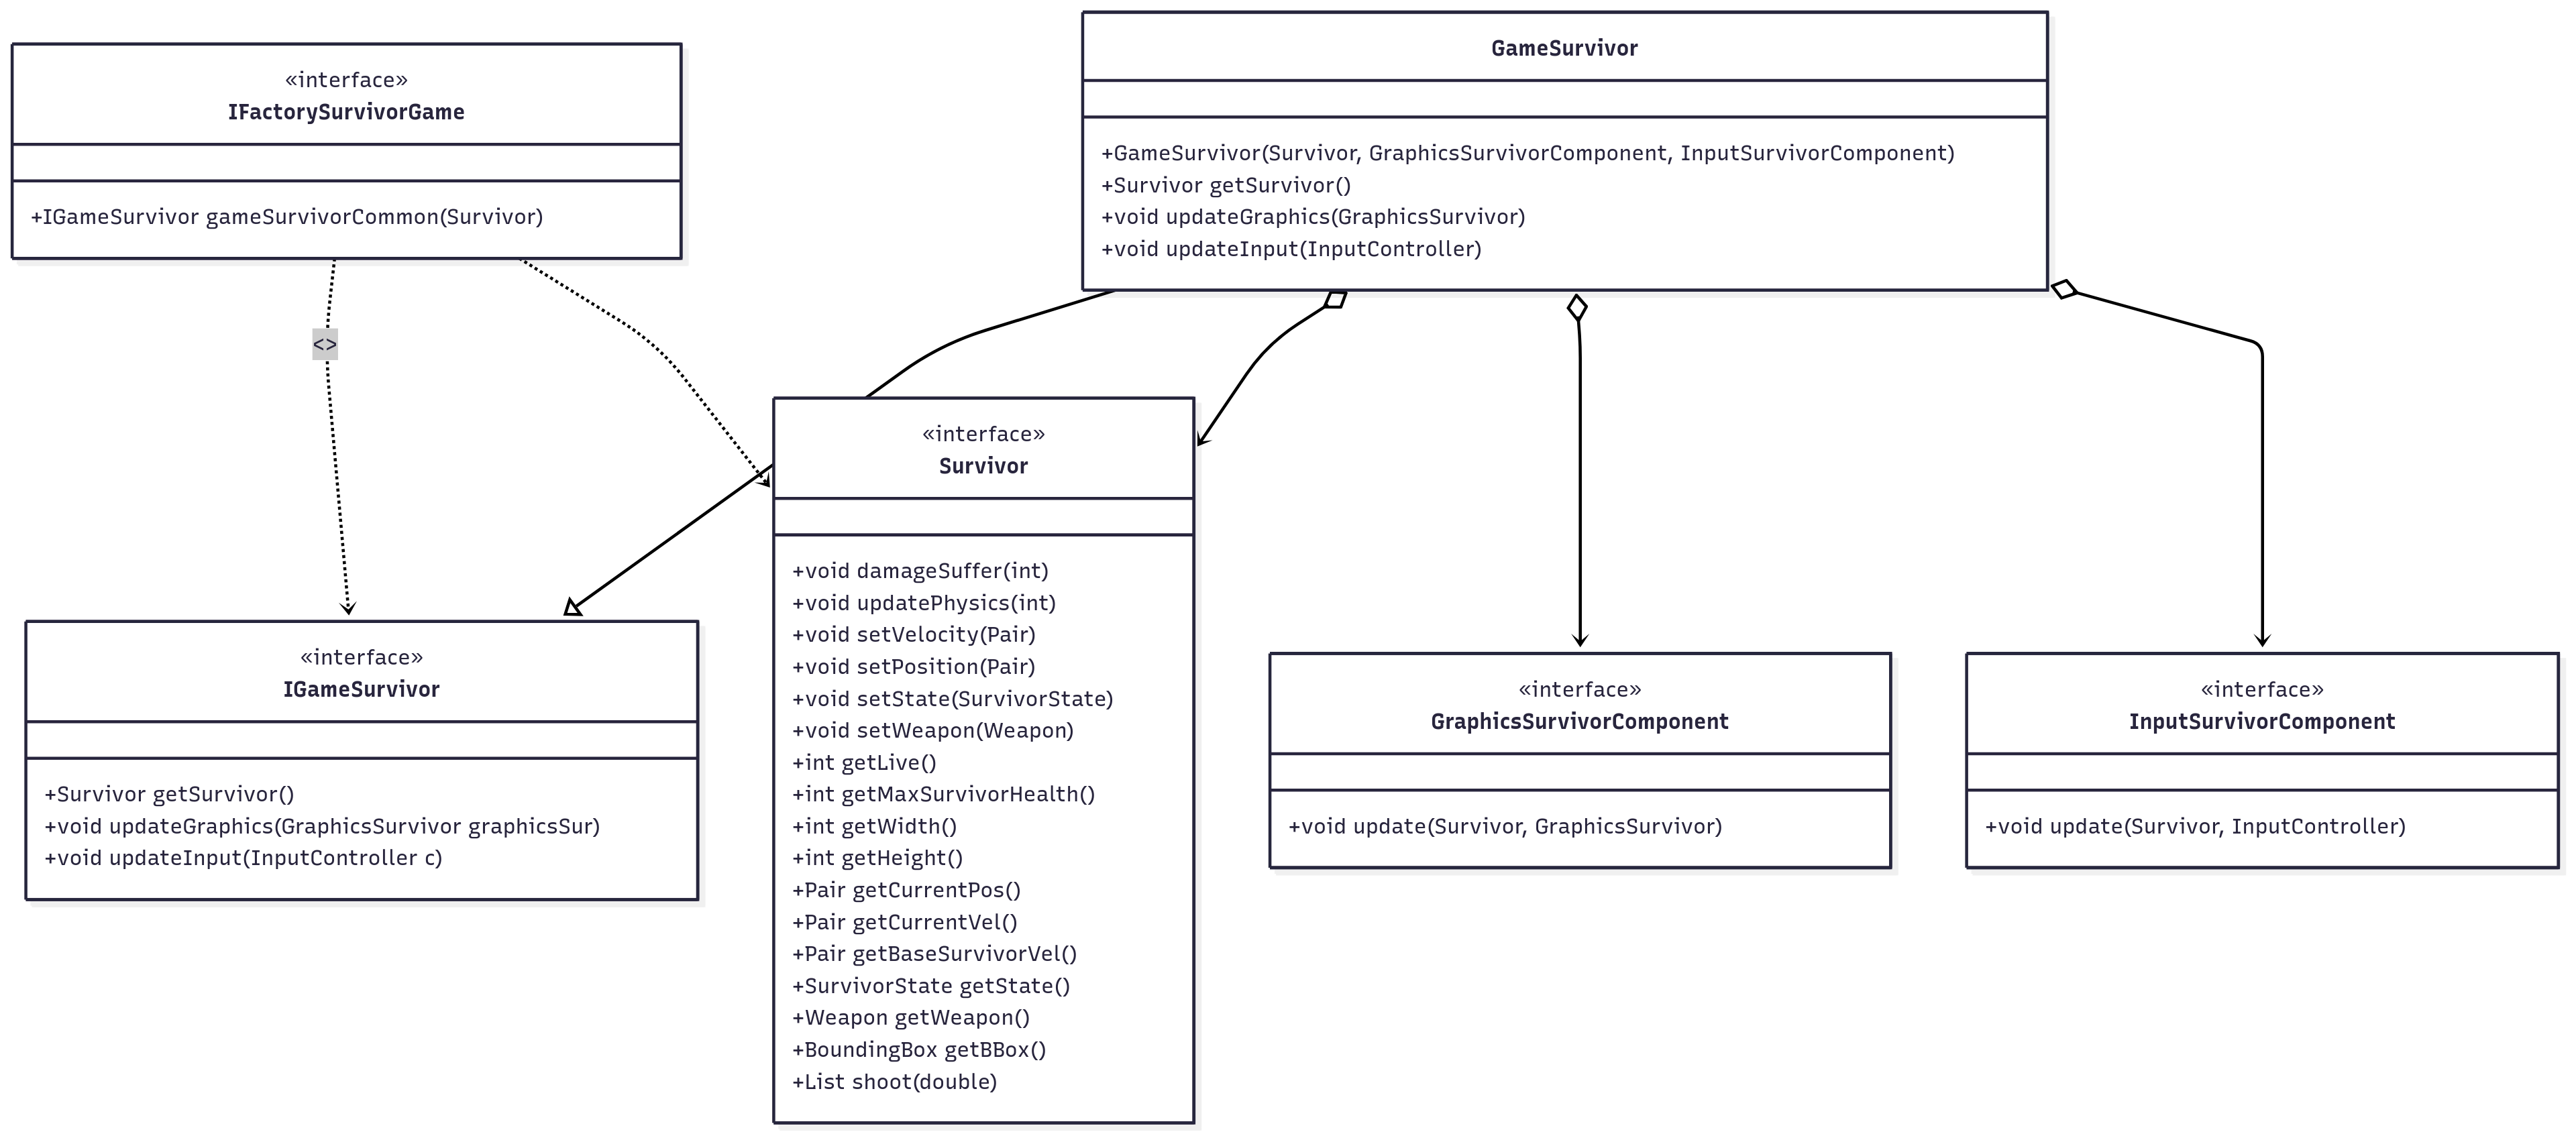 «interface»
IFactorySurvivorGame
+IGameSurvivor gameSurvivorCommon(Survivor)
GameSurvivor
+GameSurvivor(Survivor, GraphicsSurvivorComponent, InputSurvivorComponent)
+Survivor getSurvivor()
+void updateGraphics(GraphicsSurvivor)
+void updateInput(InputController)
<>
«interface»
Survivor
+void damageSuffer(int)
+void updatePhysics(int)
+void setVelocity(Pair)
+void setPosition(Pair)
+void setState(SurvivorState)
+void setWeapon(Weapon)
+int getLive()
+int getMaxSurvivorHealth()
+int getWidth()
+int getHeight()
+Pair getCurrentPos()
+Pair getCurrentVel()
+Pair getBaseSurvivorVel()
+SurvivorState getState()
+Weapon getWeapon()
+BoundingBox getBBox()
+List shoot(double)
«interface»
IGameSurvivor
+Survivor getSurvivor()
+void updateGraphics(GraphicsSurvivor graphicsSur)
+void updateInput(InputController c)
«interface»
GraphicsSurvivorComponent
+void update(Survivor, GraphicsSurvivor)
«interface»
InputSurvivorComponent
+void update(Survivor, InputController)